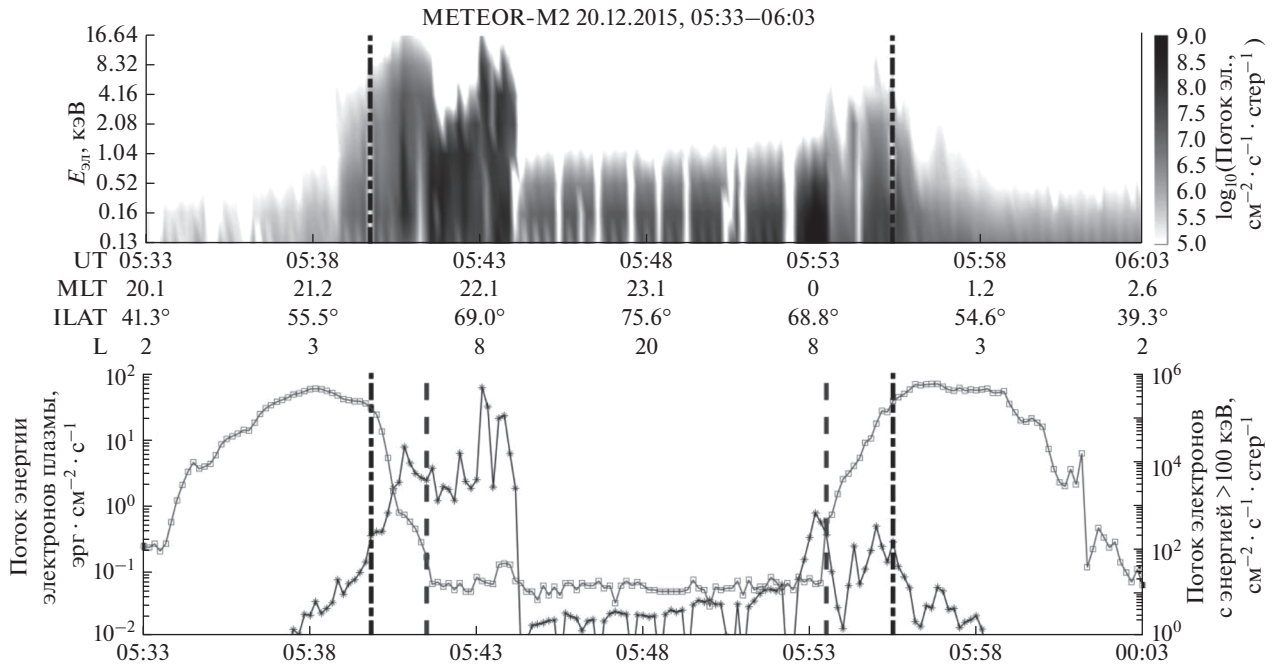 METEOR-M2 20.12.2015, 05:33–06:03
16.64
8.32
4.16
2.08
1.04
0.52
0.16
0.13
Eэл, кэВ
9.0
8.5
8.0
7.5
7.0
6.5
6.0
5.5
5.0
log10(Поток эл.,
см−2 · с−1 · стер−1 )
UT 05:33 05:38 05:43 05:48 05:53 05:58 06:03
MLT 20.1 21.2 22.1 23.1 0 1.2 2.6
ILAT 41.3° 55.5° 69.0° 75.6° 68.8° 54.6° 39.3°
L 2 3 8 20 8 3 2
Поток энергии
электронов плазмы,
эрг · см−2 · с−1
10^2
10^1
10^0
10^−1
10^−2
10^6
10^4
10^2
10^0
Поток электронов
с энергией >100 кэВ,
см−2 · с−1 · стер−1
05:33 05:38 05:43 05:48 05:53 05:58 00:03